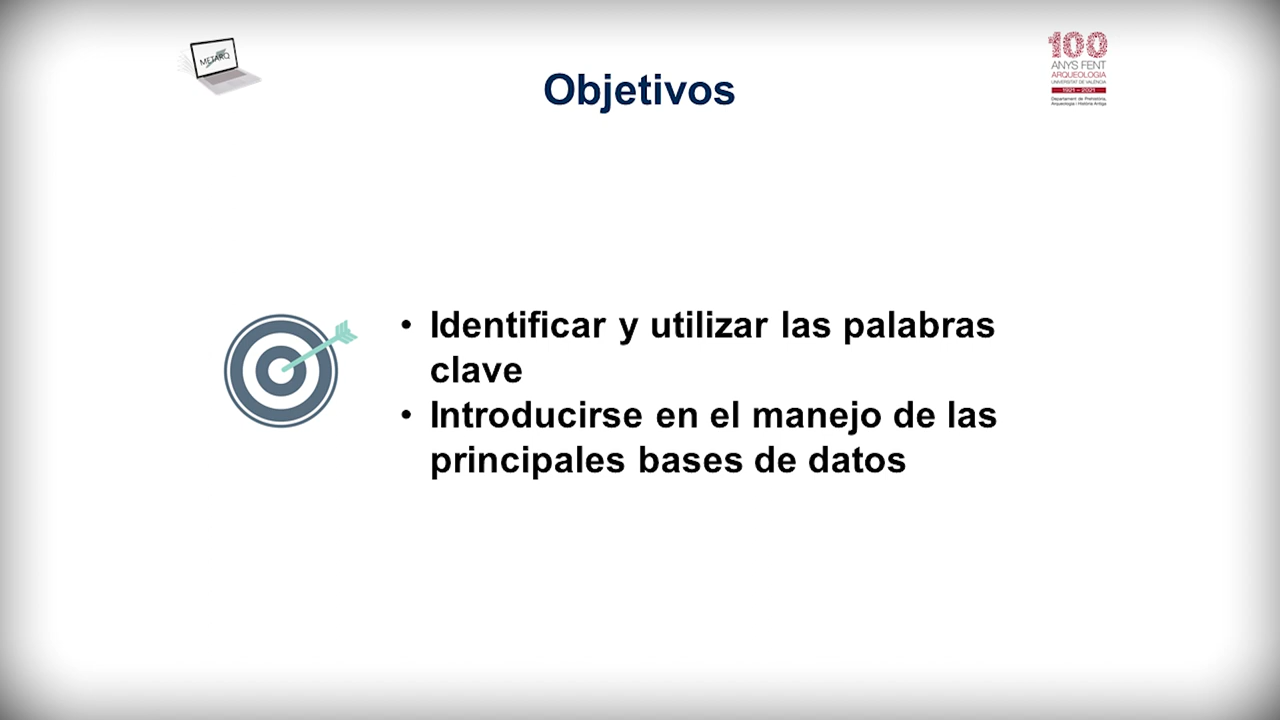 METARQ
100
ANYS FENT
ARQUEOLOGIA
UNIVERSITAT DE VALÈNCIA
1921 - 2021
Departament de Prehistòria,
Arqueologia i Història Antiga
Objetivos
• Identificar y utilizar las palabras
clave
• Introducirse en el manejo de las
principales bases de datos